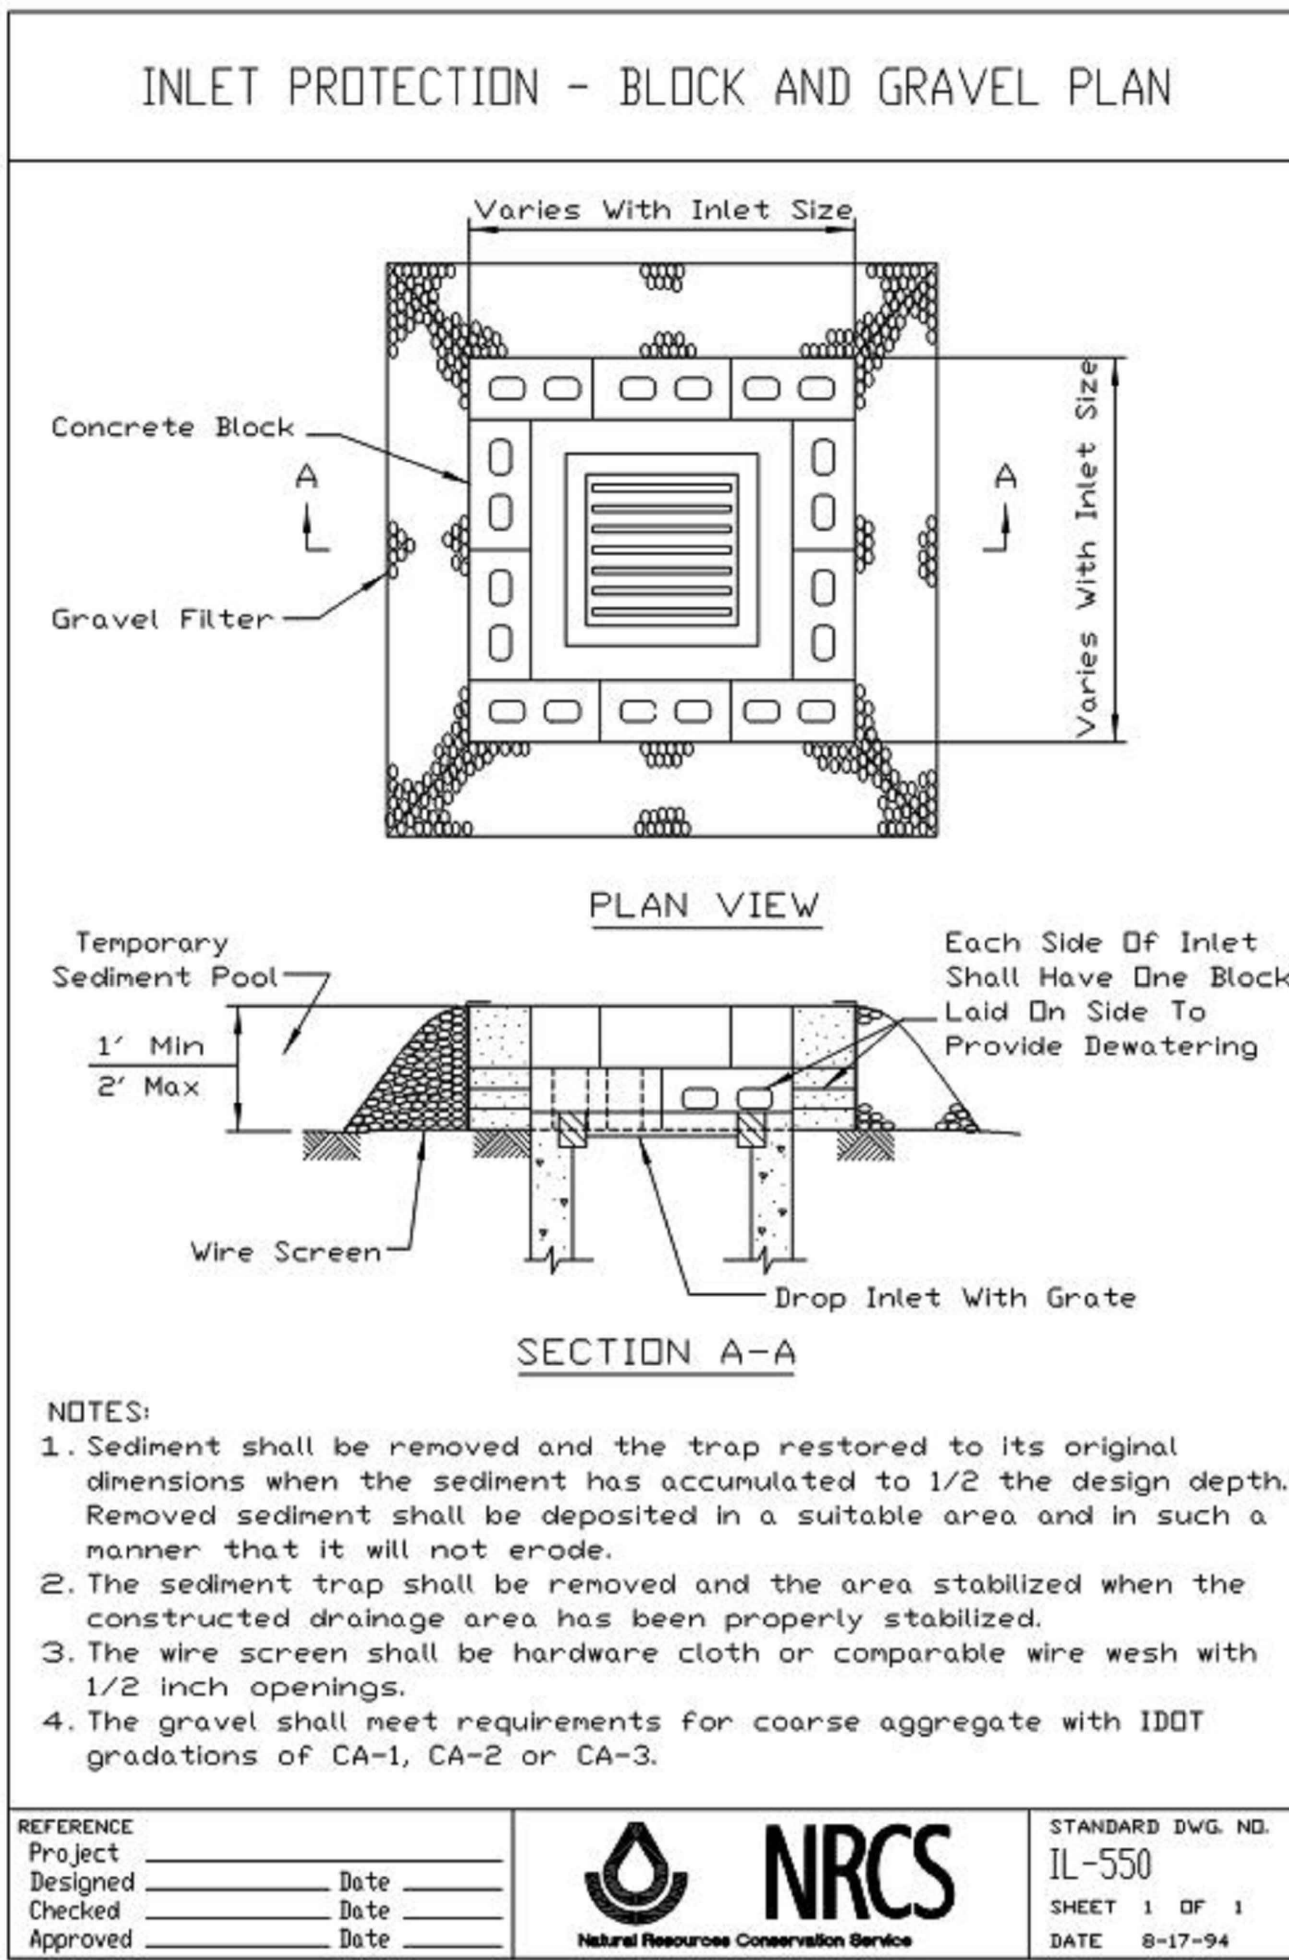 INLET PROTECTION - BLOCK AND GRAVEL PLAN
Varies With Inlet Size
Varies With Inlet Size
Concrete Block
A
A
Gravel Filter
PLAN VIEW
Temporary
Sediment Pool
Each Side Of Inlet
Shall Have One Block
Laid On Side To
Provide Dewatering
1' Min
2' Max
Wire Screen
Drop Inlet With Grate
SECTION A-A
NOTES:
1. Sediment shall be removed and the trap restored to its original
dimensions when the sediment has accumulated to 1/2 the design depth.
Removed sediment shall be deposited in a suitable area and in such a
manner that it will not erode.
2. The sediment trap shall be removed and the area stabilized when the
constructed drainage area has been properly stabilized.
3. The wire screen shall be hardware cloth or comparable wire wesh with
1/2 inch openings.
4. The gravel shall meet requirements for coarse aggregate with IDOT
gradations of CA-1, CA-2 or CA-3.
REFERENCE
Project
Designed Date
Checked Date
Approved Date
NRCS
Natural Resources Conservation Service
STANDARD DWG. NO.
IL-550
SHEET 1 OF 1
DATE 8-17-94